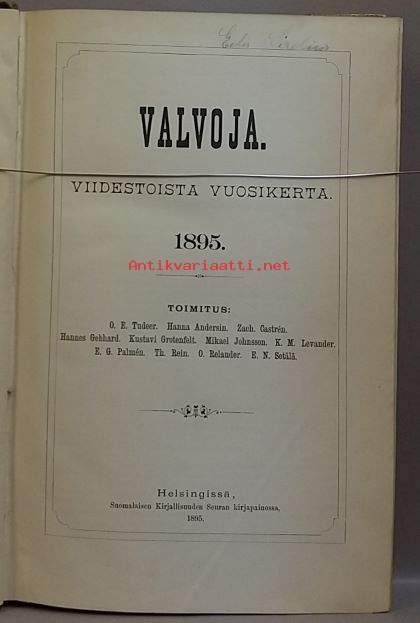 VALVOJA.
VIIDESTOISTA VUOSIKERTA.
1895.
Antikvariaatti.net
TOIMITUS:
O. E. Tudeer. Hanna Andersin. Zach. Castrén.
Hannes Gebhard. Kustavi Grotenfelt. Mikael Johnsson. K. M. Levander.
E. G. Palmén. Th. Rein. O. Relander. E. N. Setälä.
Helsingissä,
Suomalaisen Kirjallisuuden Seuran kirjapainossa,
1895.